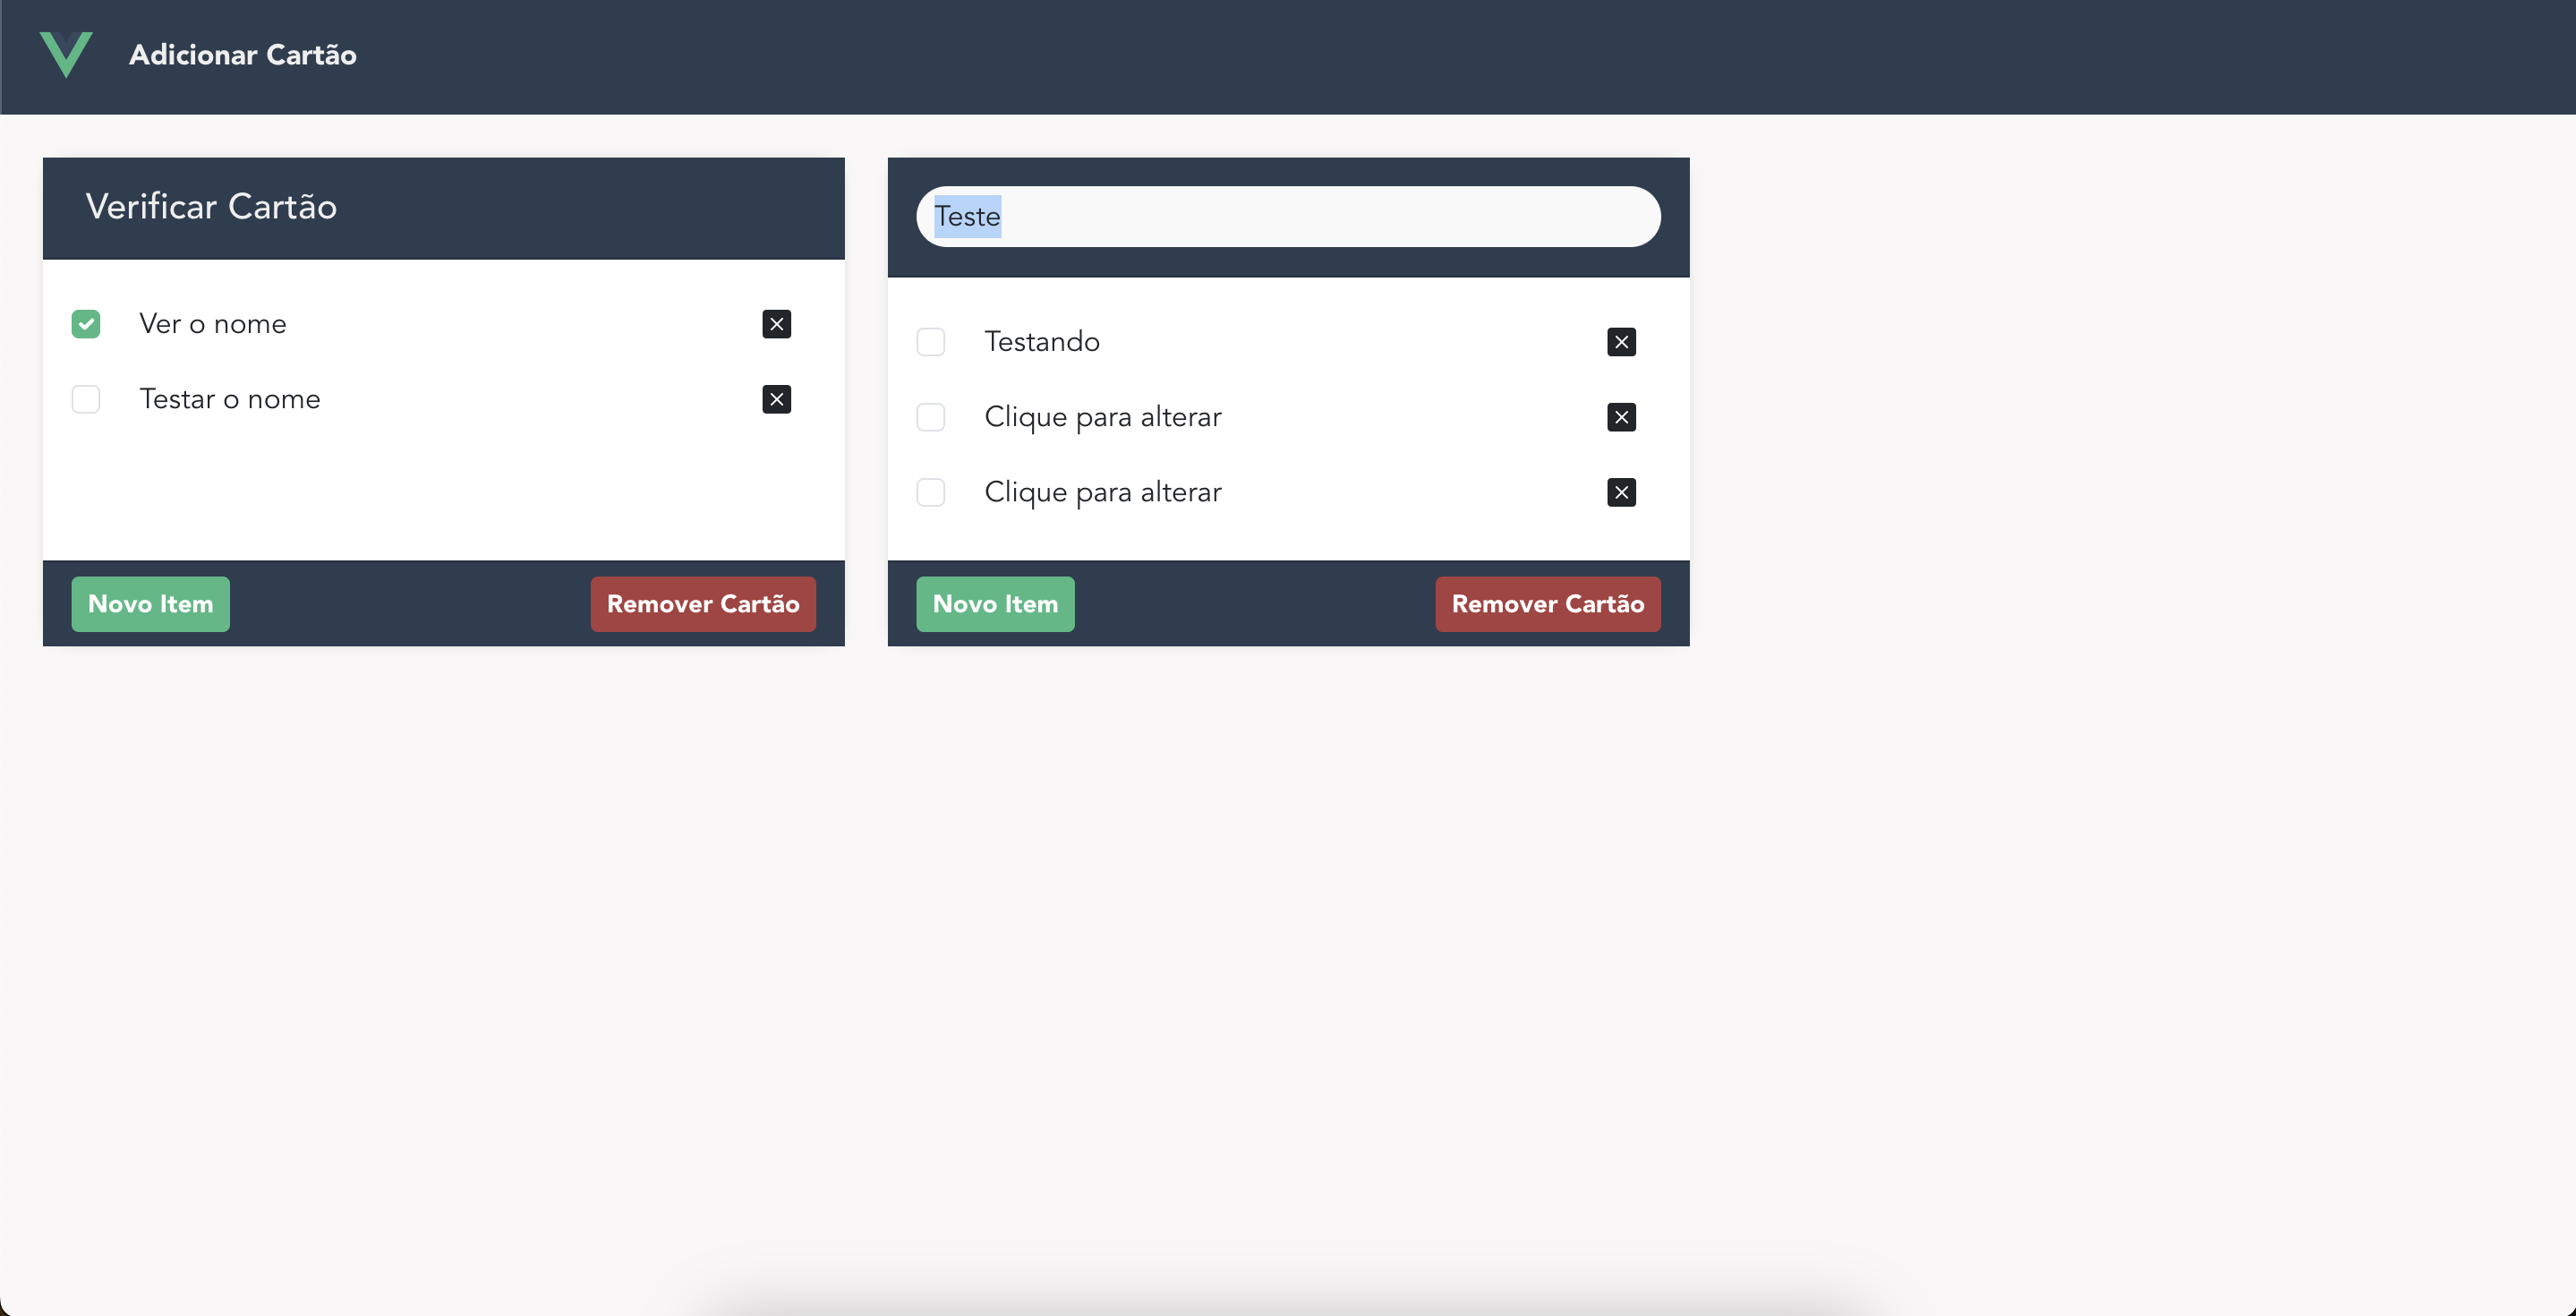 Adicionar Cartão
Verificar Cartão
Ver o nome
Testar o nome
Novo Item
Remover Cartão
Teste
Testando
Clique para alterar
Clique para alterar
Novo Item
Remover Cartão